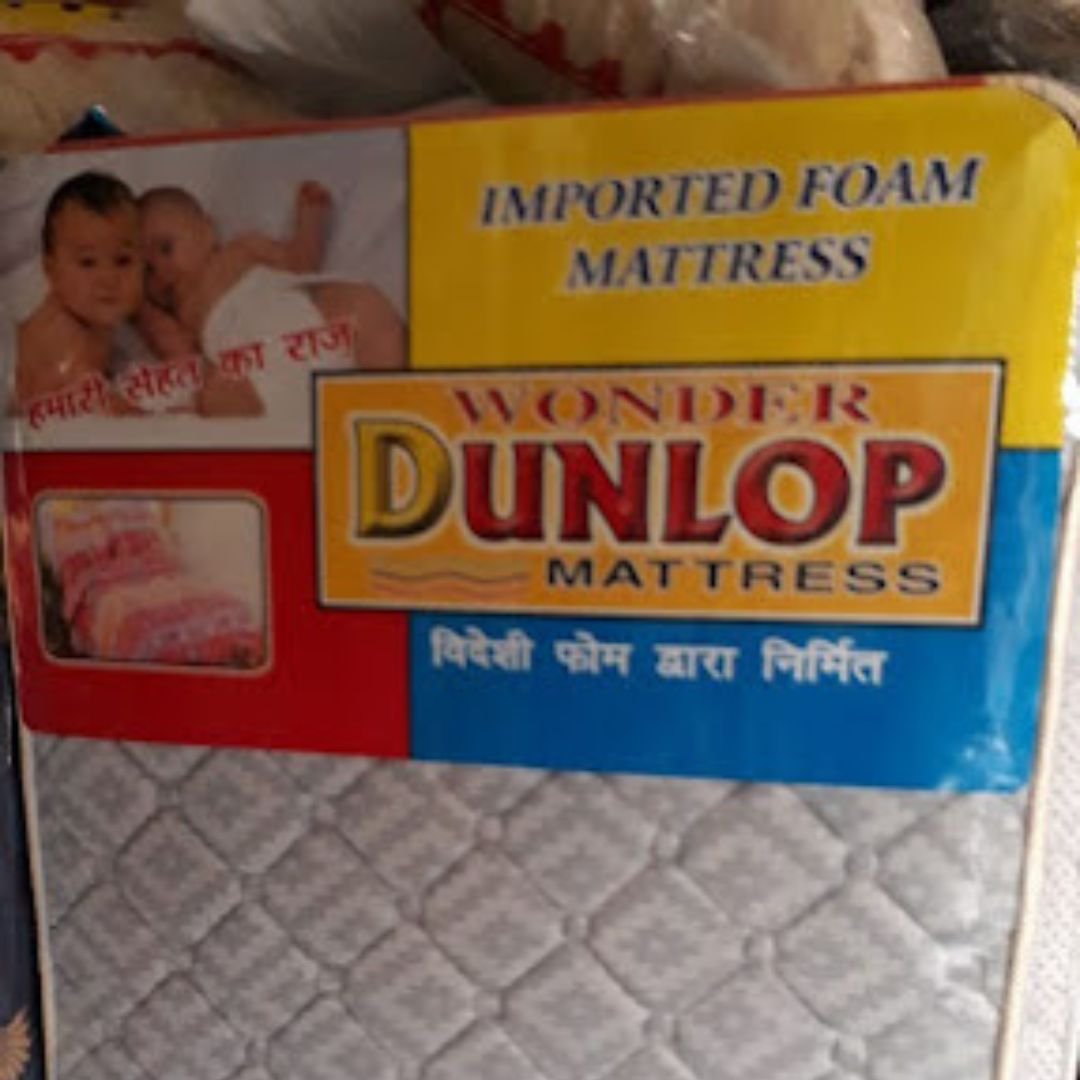 IMPORTED FOAM
MATTRESS
हमारी सेहत का राज
WONDER
DUNLOP
MATTRESS
विदेशी फोम द्वारा निर्मित